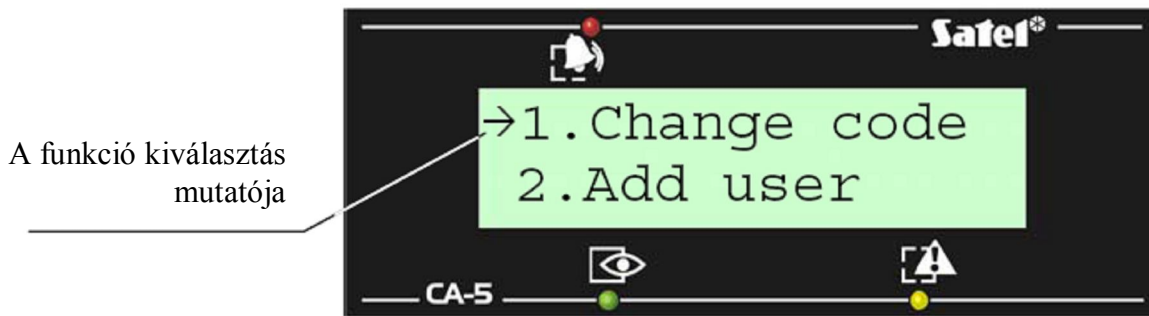 Satel®
→1.Change code
2.Add user
A funkció kiválasztás
mutatója
CA-5